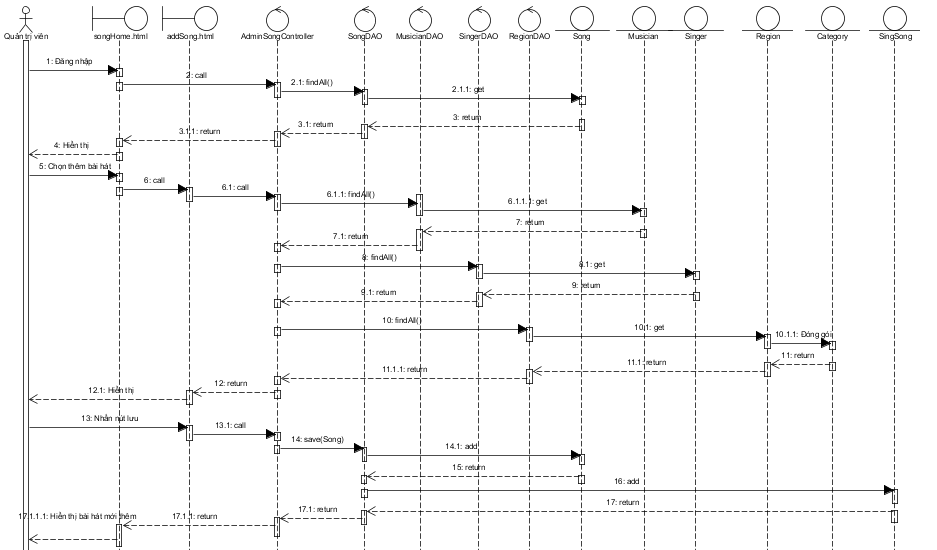 Quản trị viên songHome.html addSong.html AdminSongController SongDAO MusicianDAO SingerDAO RegionDAO Song Musician Singer Region Category SingSong
1: Đăng nhập
2: call
2.1: findAll()
2.1.1: get
3: return
3.1: return
3.1.1: return
4: Hiển thị
5: Chọn thêm bài hát
6: call
6.1: call
6.1.1: findAll()
6.1.1.1: get
7: return
7.1: return
8: findAll()
8.1: get
9: return
9.1: return
10: findAll()
10.1: get
10.1.1: Đóng gói
11: return
11.1: return
11.1.1: return
12: return
12.1: Hiển thị
13: Nhấn nút lưu
13.1: call
14: save(Song)
14.1: add
15: return
16: add
17: return
17.1: return
17.1.1: return
17.1.1.1: Hiển thị bài hát mới thêm